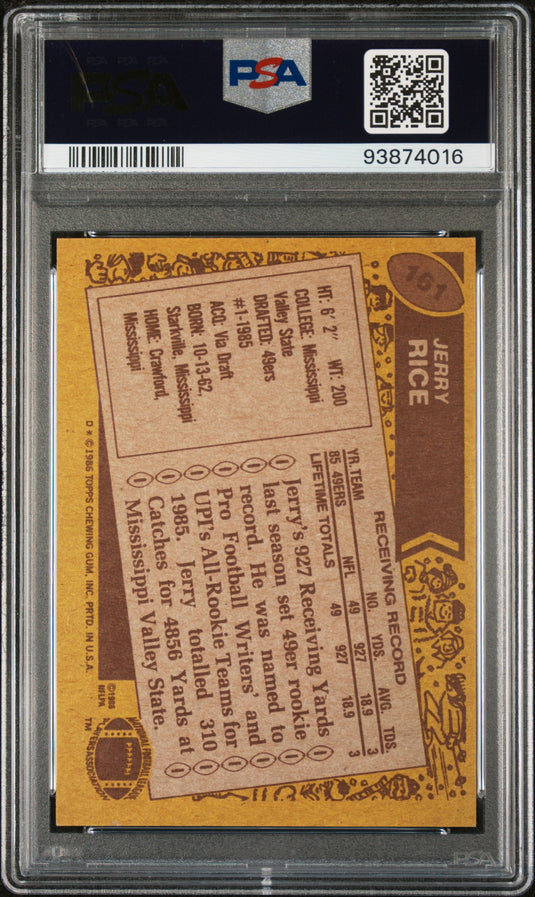 PSA
PSA
93874016
161
JERRY
RICE
HT: 6' 2" WT: 200
COLLEGE: Mississippi
Valley State
DRAFTED: 49ers
#1-1985
ACQ: Via Draft
BORN: 10-13-62,
Starkville, Mississippi
HOME: Crawford,
Mississippi
RECEIVING RECORD
YR. TEAM NO. YDS. AVG. TDS.
85 49ERS NFL 49 927 18.9 3
LIFETIME TOTALS 49 927 18.9 3
Jerry's 927 Receiving Yards
last season set 49er rookie
record. He was named to
Pro Football Writers' and
UPI's All-Rookie Teams for
1985. Jerry totalled 310
Catches for 4856 Yards at
Mississippi Valley State.
D * © 1986 TOPPS CHEWING GUM, INC. PRTD. IN U.S.A.
©1986
NFLPA
TM
PSA